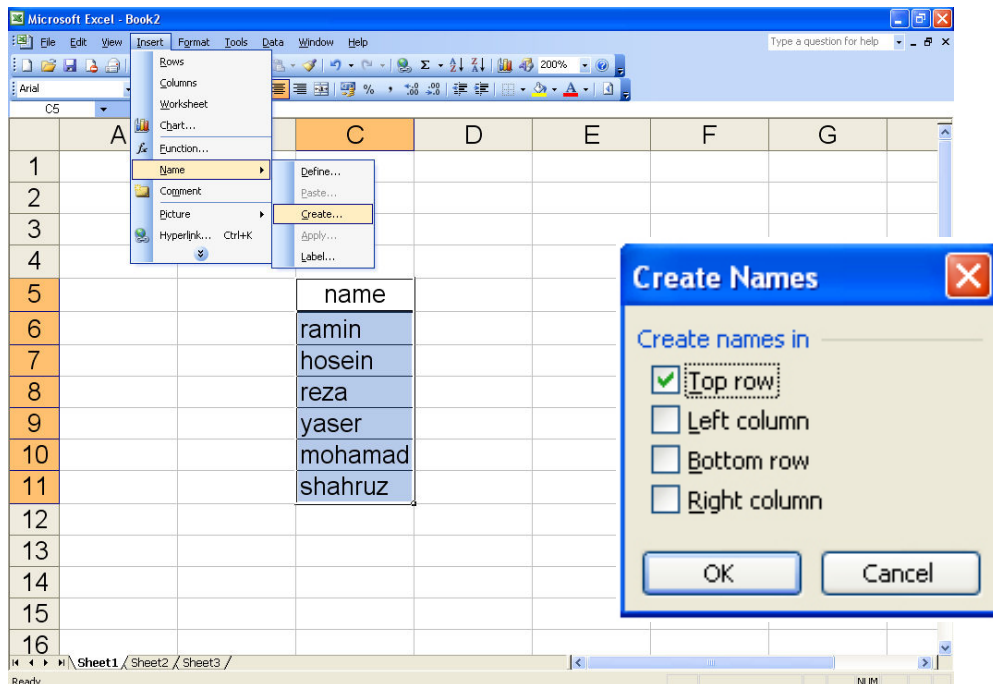 Microsoft Excel - Book2
File Edit View Insert Format Tools Data Window Help
Type a question for help
200%
Arial
C5
Rows
Columns
Worksheet
Chart...
Function...
Name
Comment
Picture
Hyperlink... Ctrl+K
Define...
Paste...
Create...
Apply...
Label...
A C D E F G
1
2
3
4
5 name
6 ramin
7 hosein
8 reza
9 yaser
10 mohamad
11 shahruz
12
13
14
15
16
Create Names
Create names in
Top row
Left column
Bottom row
Right column
OK Cancel
Sheet1 Sheet2 Sheet3
Ready NUM